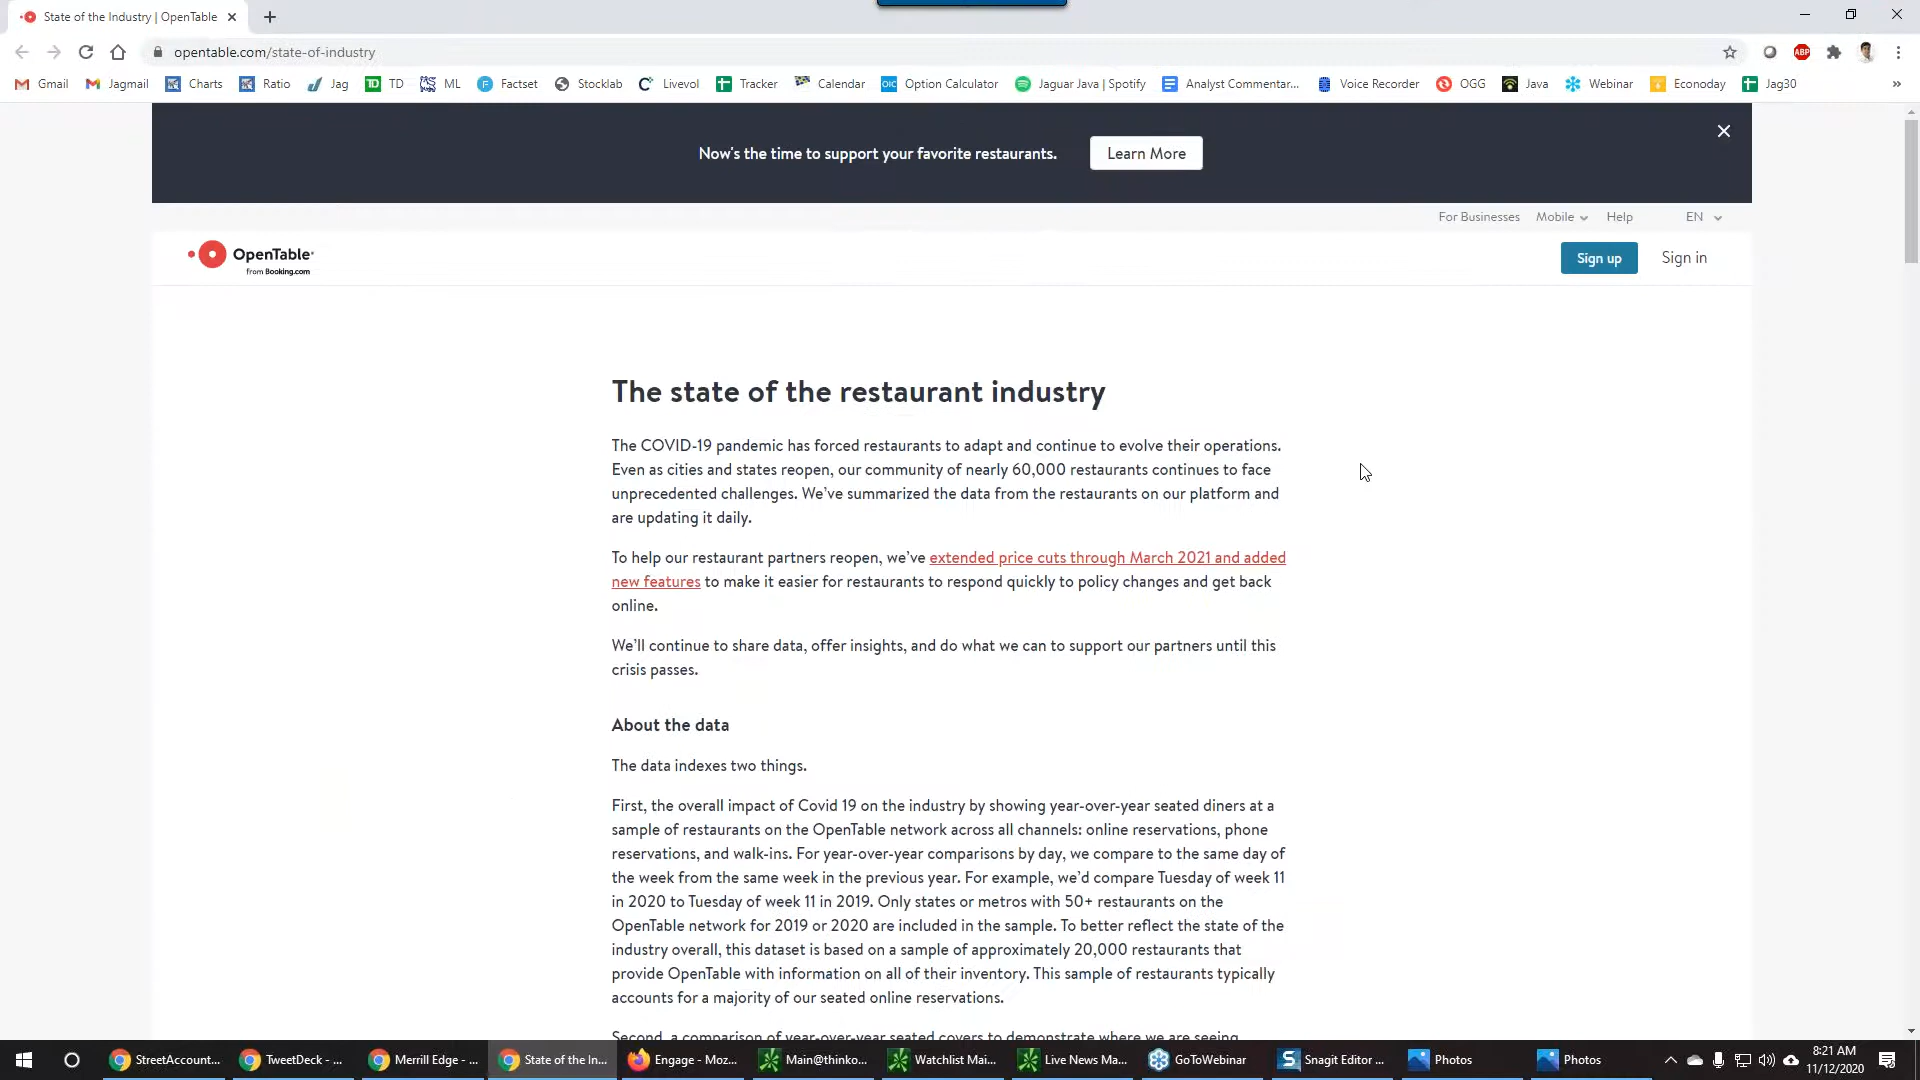 State of the Industry | OpenTable
opentable.com/state-of-industry
ABP
Gmail Jagmail Charts Ratio Jag TD TD ML F Factset Stocklab Livevol Tracker Calendar OIC Option Calculator Jaguar Java | Spotify Analyst Commentar... Voice Recorder OGG Java Webinar Econoday Jag30 »
Now's the time to support your favorite restaurants. Learn More
For Businesses Mobile Help EN
OpenTable
from Booking.com
Sign up Sign in
The state of the restaurant industry
The COVID-19 pandemic has forced restaurants to adapt and continue to evolve their operations.
Even as cities and states reopen, our community of nearly 60,000 restaurants continues to face
unprecedented challenges. We've summarized the data from the restaurants on our platform and
are updating it daily.
To help our restaurant partners reopen, we've extended price cuts through March 2021 and added
new features to make it easier for restaurants to respond quickly to policy changes and get back
online.
We'll continue to share data, offer insights, and do what we can to support our partners until this
crisis passes.
About the data
The data indexes two things.
First, the overall impact of Covid 19 on the industry by showing year-over-year seated diners at a
sample of restaurants on the OpenTable network across all channels: online reservations, phone
reservations, and walk-ins. For year-over-year comparisons by day, we compare to the same day of
the week from the same week in the previous year. For example, we'd compare Tuesday of week 11
in 2020 to Tuesday of week 11 in 2019. Only states or metros with 50+ restaurants on the
OpenTable network for 2019 or 2020 are included in the sample. To better reflect the state of the
industry overall, this dataset is based on a sample of approximately 20,000 restaurants that
provide OpenTable with information on all of their inventory. This sample of restaurants typically
accounts for a majority of our seated online reservations.
Second, a comparison of year-over-year seated covers to demonstrate where we are seeing
StreetAccount... TweetDeck - ... Merrill Edge - ... State of the In... Engage - Moz... Main@thinko... Watchlist Mai... Live News Ma... GoToWebinar S Snagit Editor ... Photos Photos
8:21 AM
11/12/2020